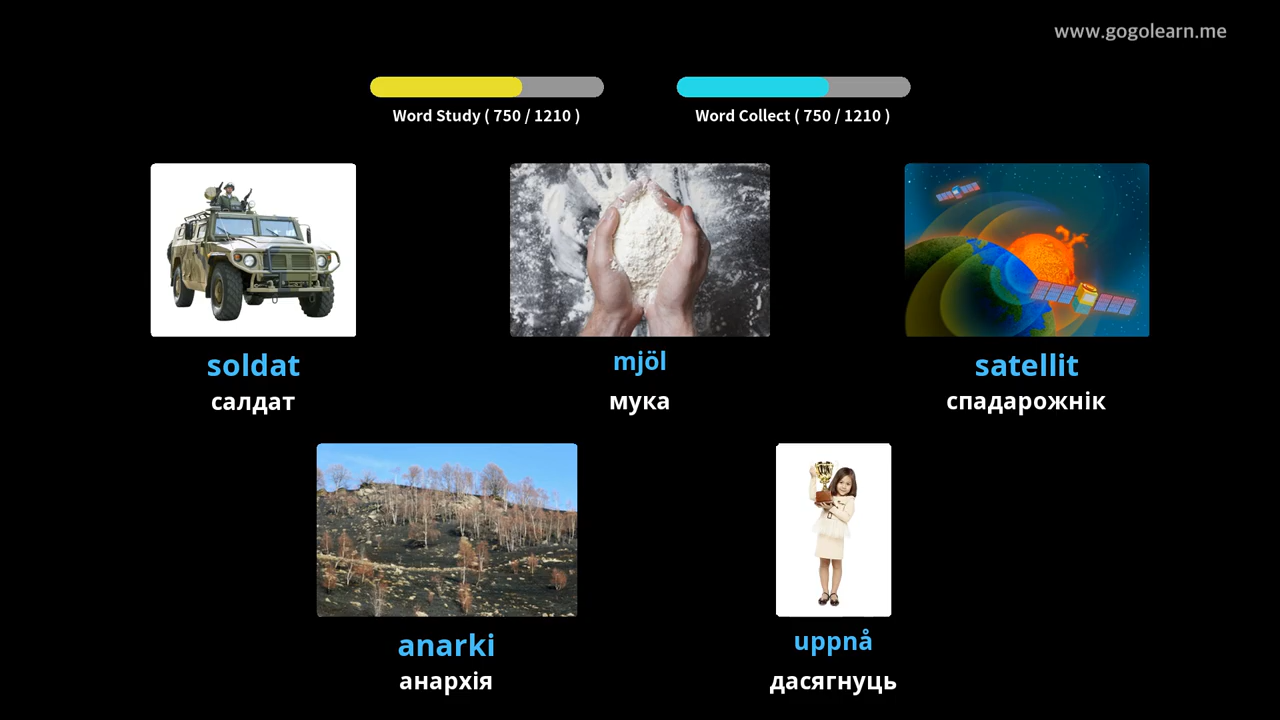 www.gogolearn.me
Word Study ( 750 / 1210 )
Word Collect ( 750 / 1210 )
soldat
салдат
mjöl
мука
satellit
спадарожнік
anarki
анархія
uppnå
дасягнуць